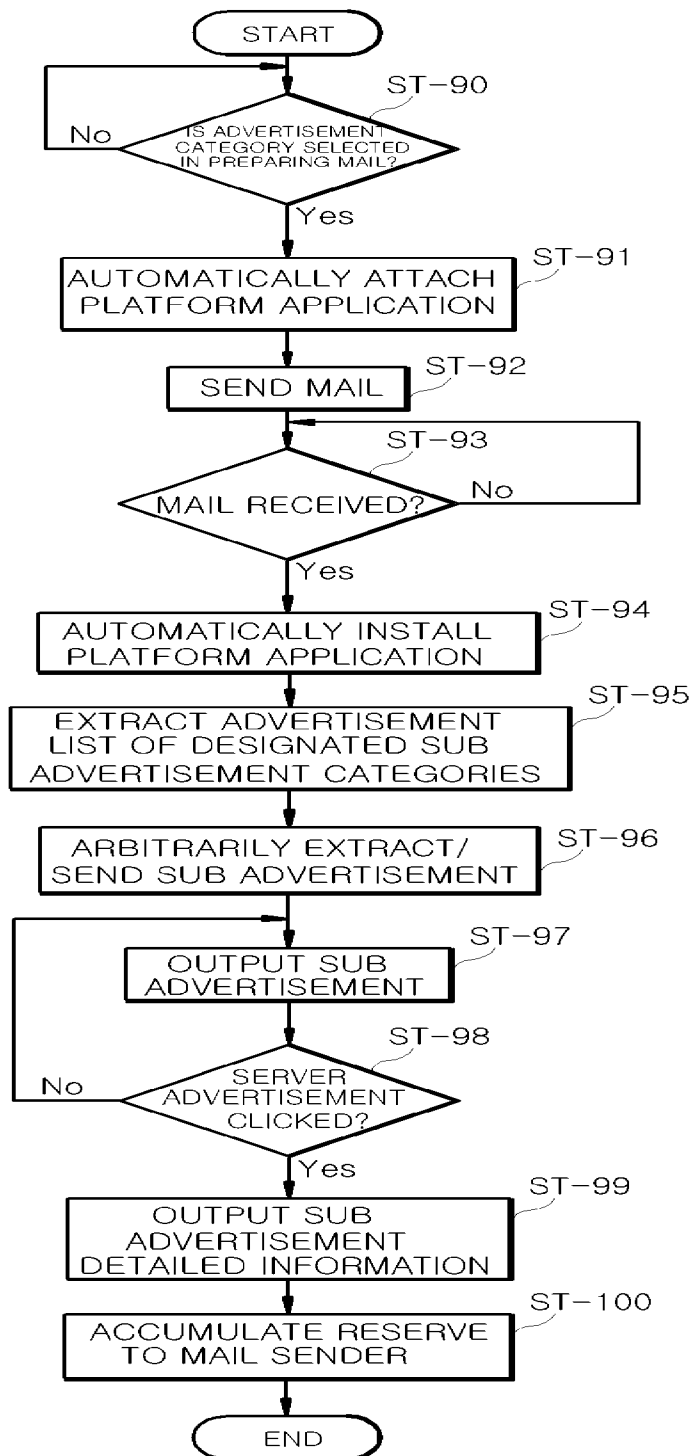 START
ST-90
No
IS ADVERTISEMENT
CATEGORY SELECTED
IN PREPARING MAIL?
Yes
ST-91
AUTOMATICALLY ATTACH
PLATFORM APPLICATION
ST-92
SEND MAIL
ST-93
MAIL RECEIVED?
No
Yes
ST-94
AUTOMATICALLY INSTALL
PLATFORM APPLICATION
ST-95
EXTRACT ADVERTISEMENT
LIST OF DESIGNATED SUB
ADVERTISEMENT CATEGORIES
ST-96
ARBITRARILY EXTRACT/
SEND SUB ADVERTISEMENT
ST-97
OUTPUT SUB
ADVERTISEMENT
ST-98
No
SERVER
ADVERTISEMENT
CLICKED?
Yes
ST-99
OUTPUT SUB
ADVERTISEMENT
DETAILED INFORMATION
ST-100
ACCUMULATE RESERVE
TO MAIL SENDER
END